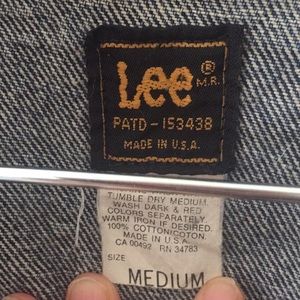 Lee®
M.R.
PATD-153438
MADE IN U.S.A.
TUMBLE DRY MEDIUM.
WASH DARK & RED
COLORS SEPARATELY.
WARM IRON IF DESIRED.
100% COTTON/COTON.
MADE IN U.S.A.
CA 00492 RN 34783
SIZE
MEDIUM